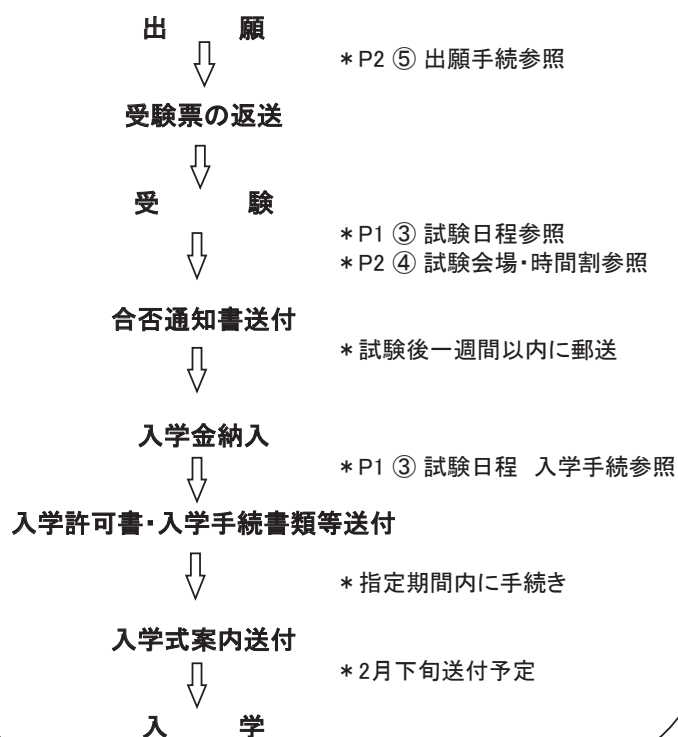 出　願
＊P2 ⑤ 出願手続参照
受験票の返送
受　験
＊P1 ③ 試験日程参照
＊P2 ④ 試験会場・時間割参照
合否通知書送付
＊試験後一週間以内に郵送
入学金納入
＊P1 ③ 試験日程　入学手続参照
入学許可書・入学手続書類等送付
＊指定期間内に手続き
入学式案内送付
＊2月下旬送付予定
入　学